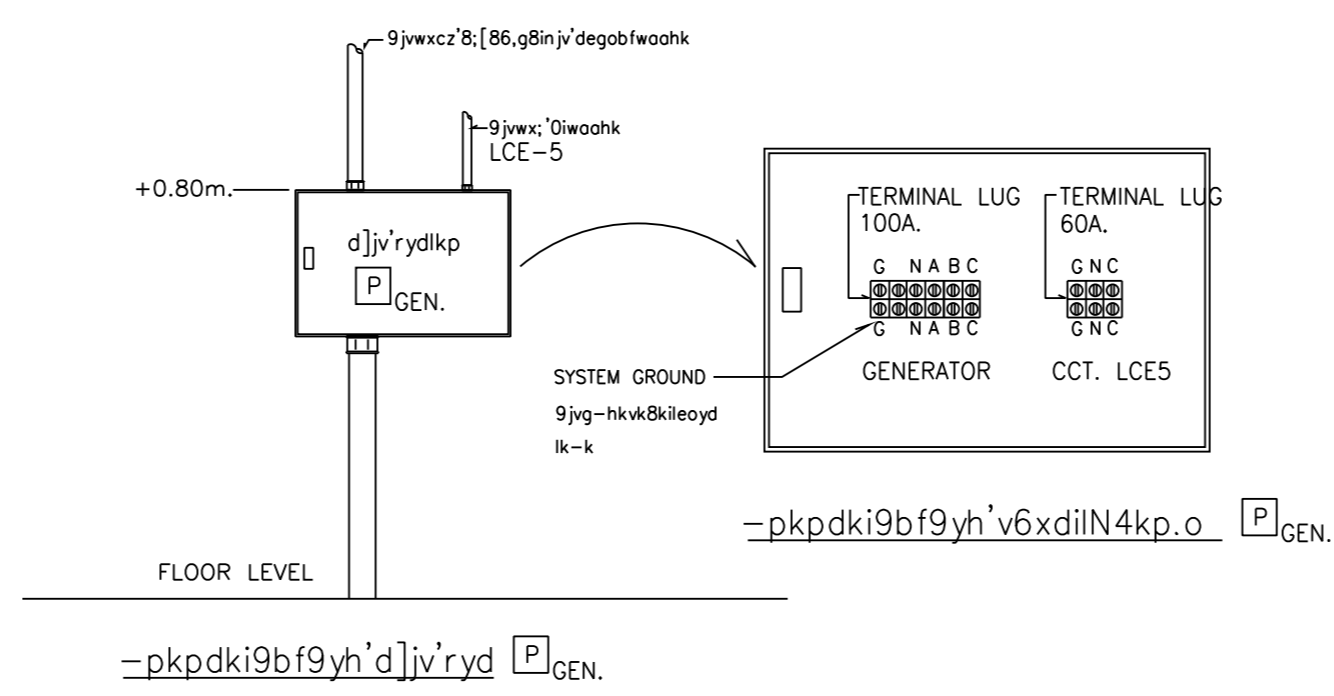 9jvwxcz'8;[86,g8injv'degobfwaahk
9jvwx;'0iwaahk
LCE-5
+0.80m.
d]jv'rydlkp
P GEN.
TERMINAL LUG
100A.
TERMINAL LUG
60A.
G N A B C
G N C
G N A B C
G N C
GENERATOR
CCT. LCE5
SYSTEM GROUND
9jvg-hkvk8kileoyd
lk-k
-pkpdki9bf9yh'v6xdilN4kp.o P GEN.
FLOOR LEVEL
-pkpdki9bf9yh'd]jv'ryd P GEN.